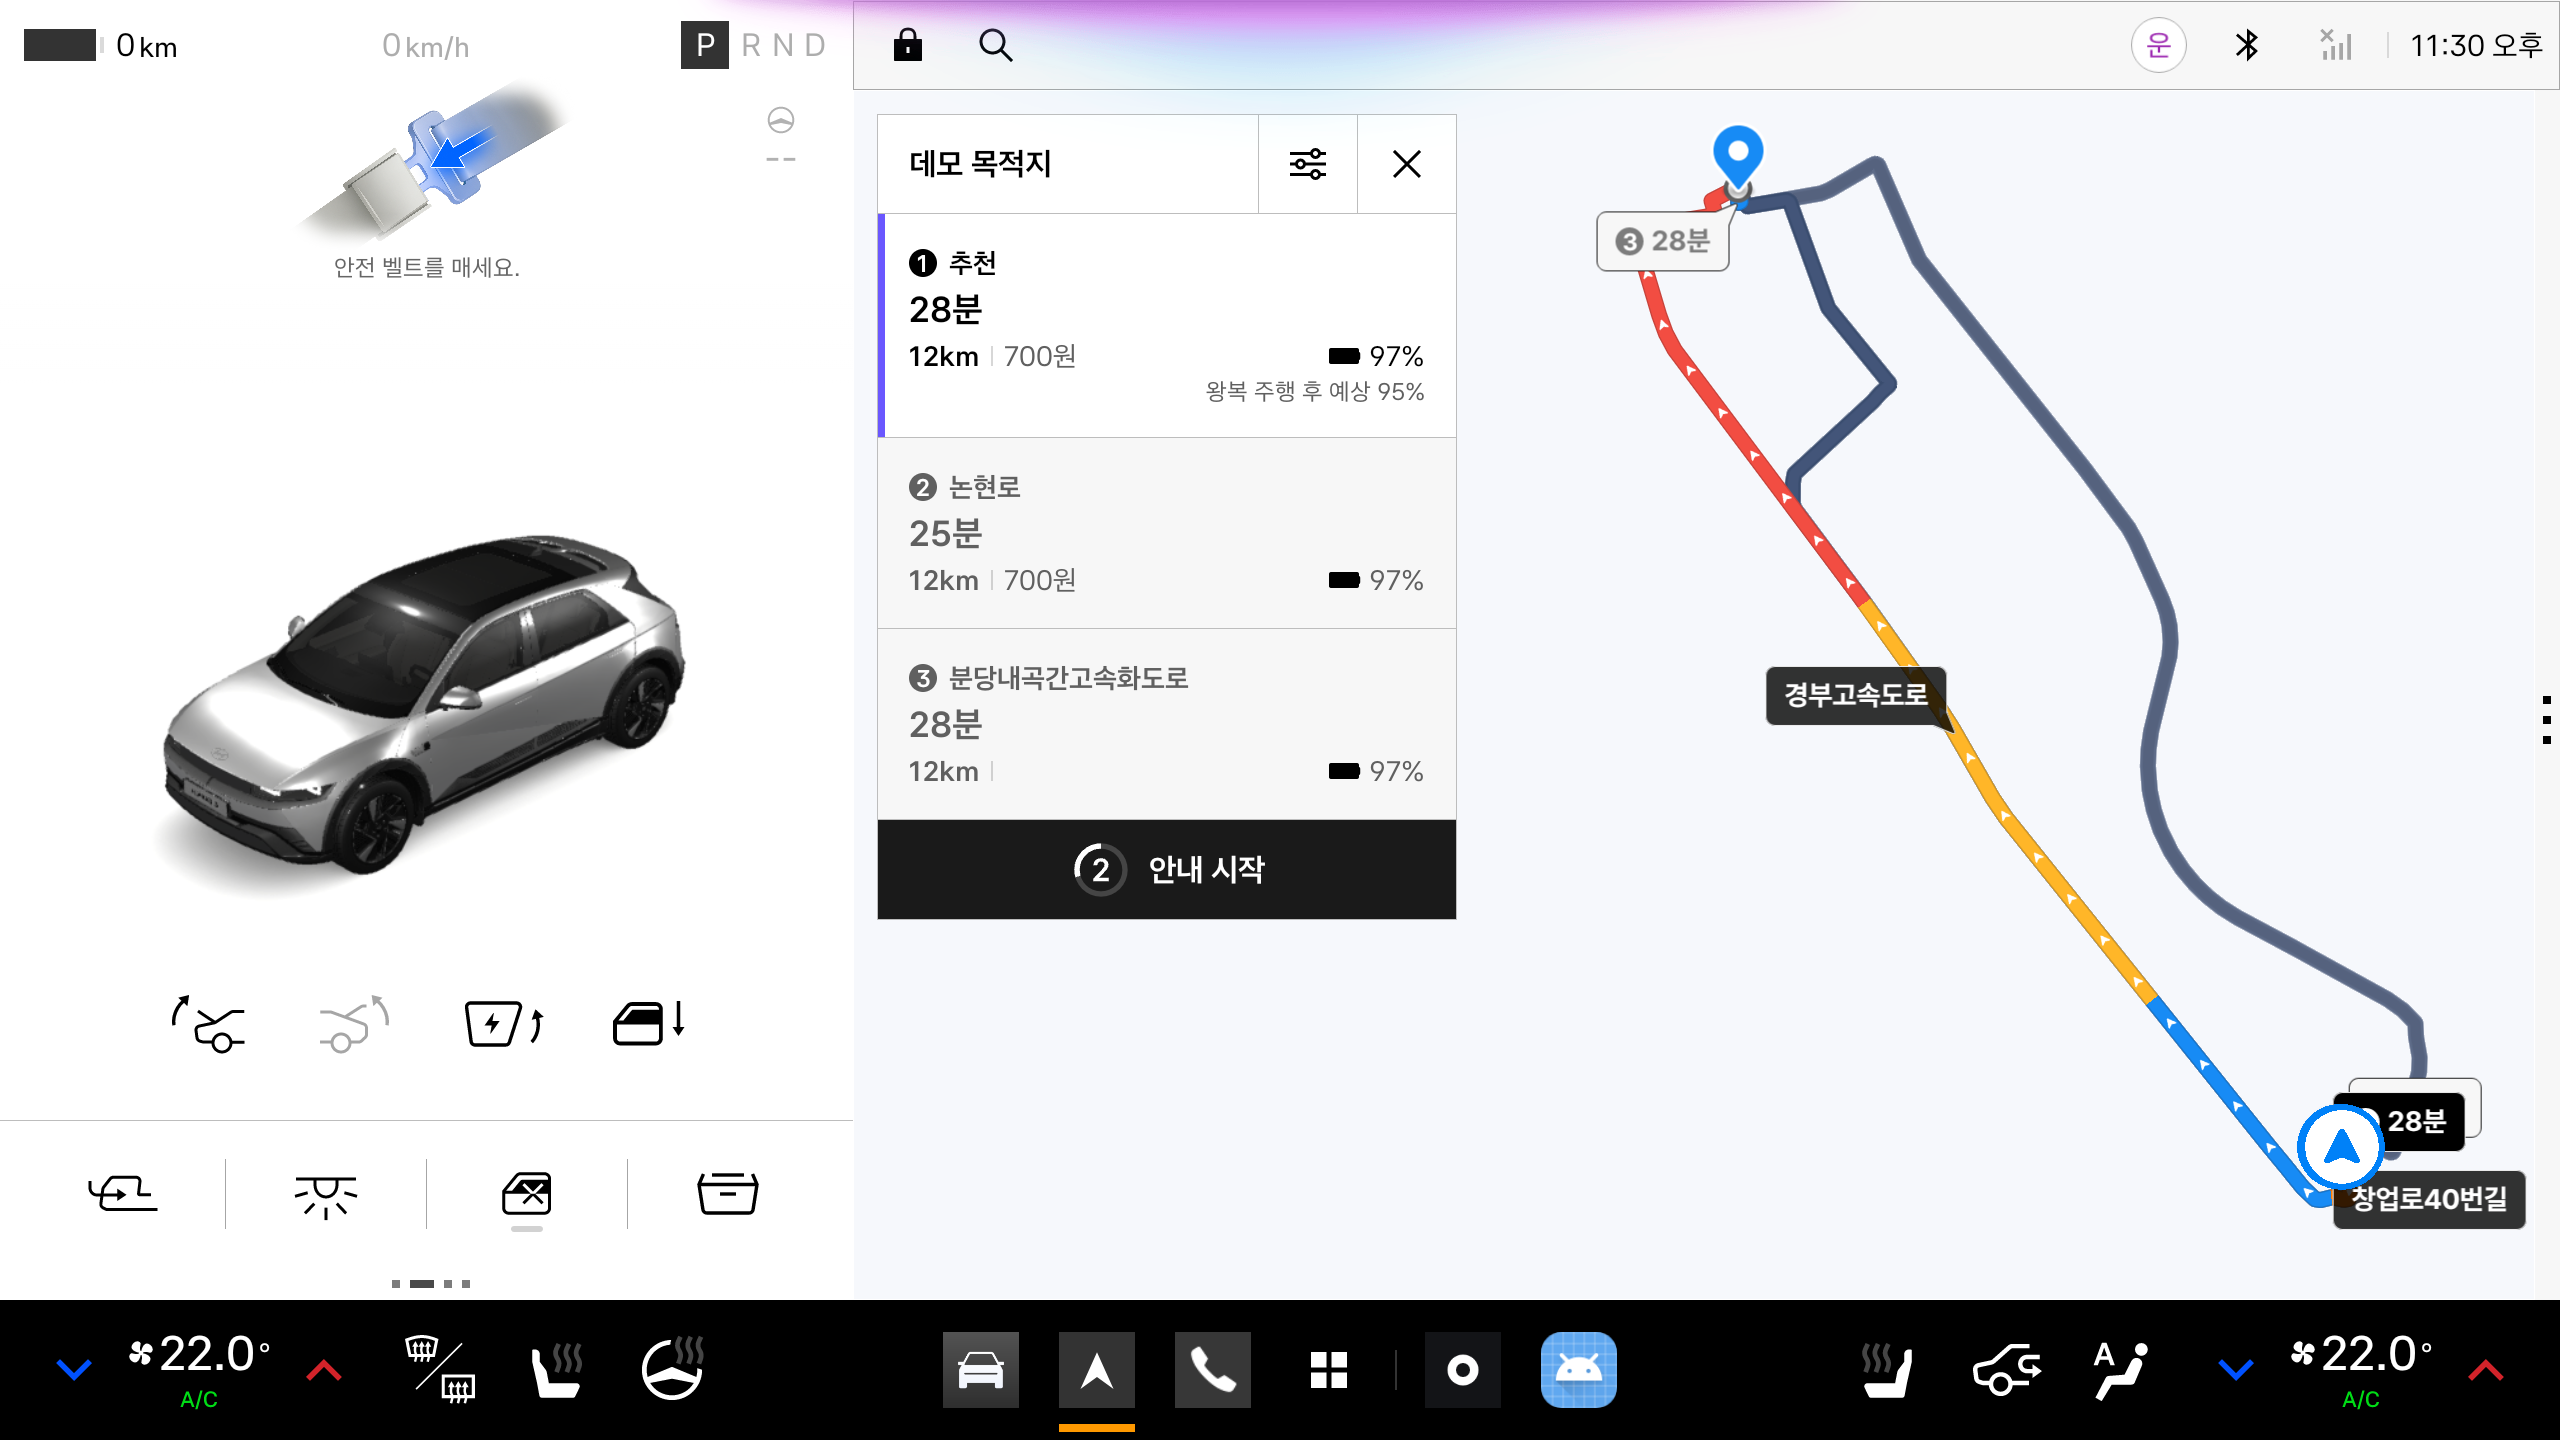 0 km
0 km/h
P R N D
운
11:30 오후
안전 벨트를 매세요.
--
데모 목적지
1 추천
28분
12km
700원
97%
왕복 주행 후 예상 95%
2 논현로
25분
12km
700원
97%
3 분당내곡간고속화도로
28분
12km
97%
2 안내 시작
3 28분
경부고속도로
28분
창업로40번길
22.0°
A/C
A
22.0°
A/C